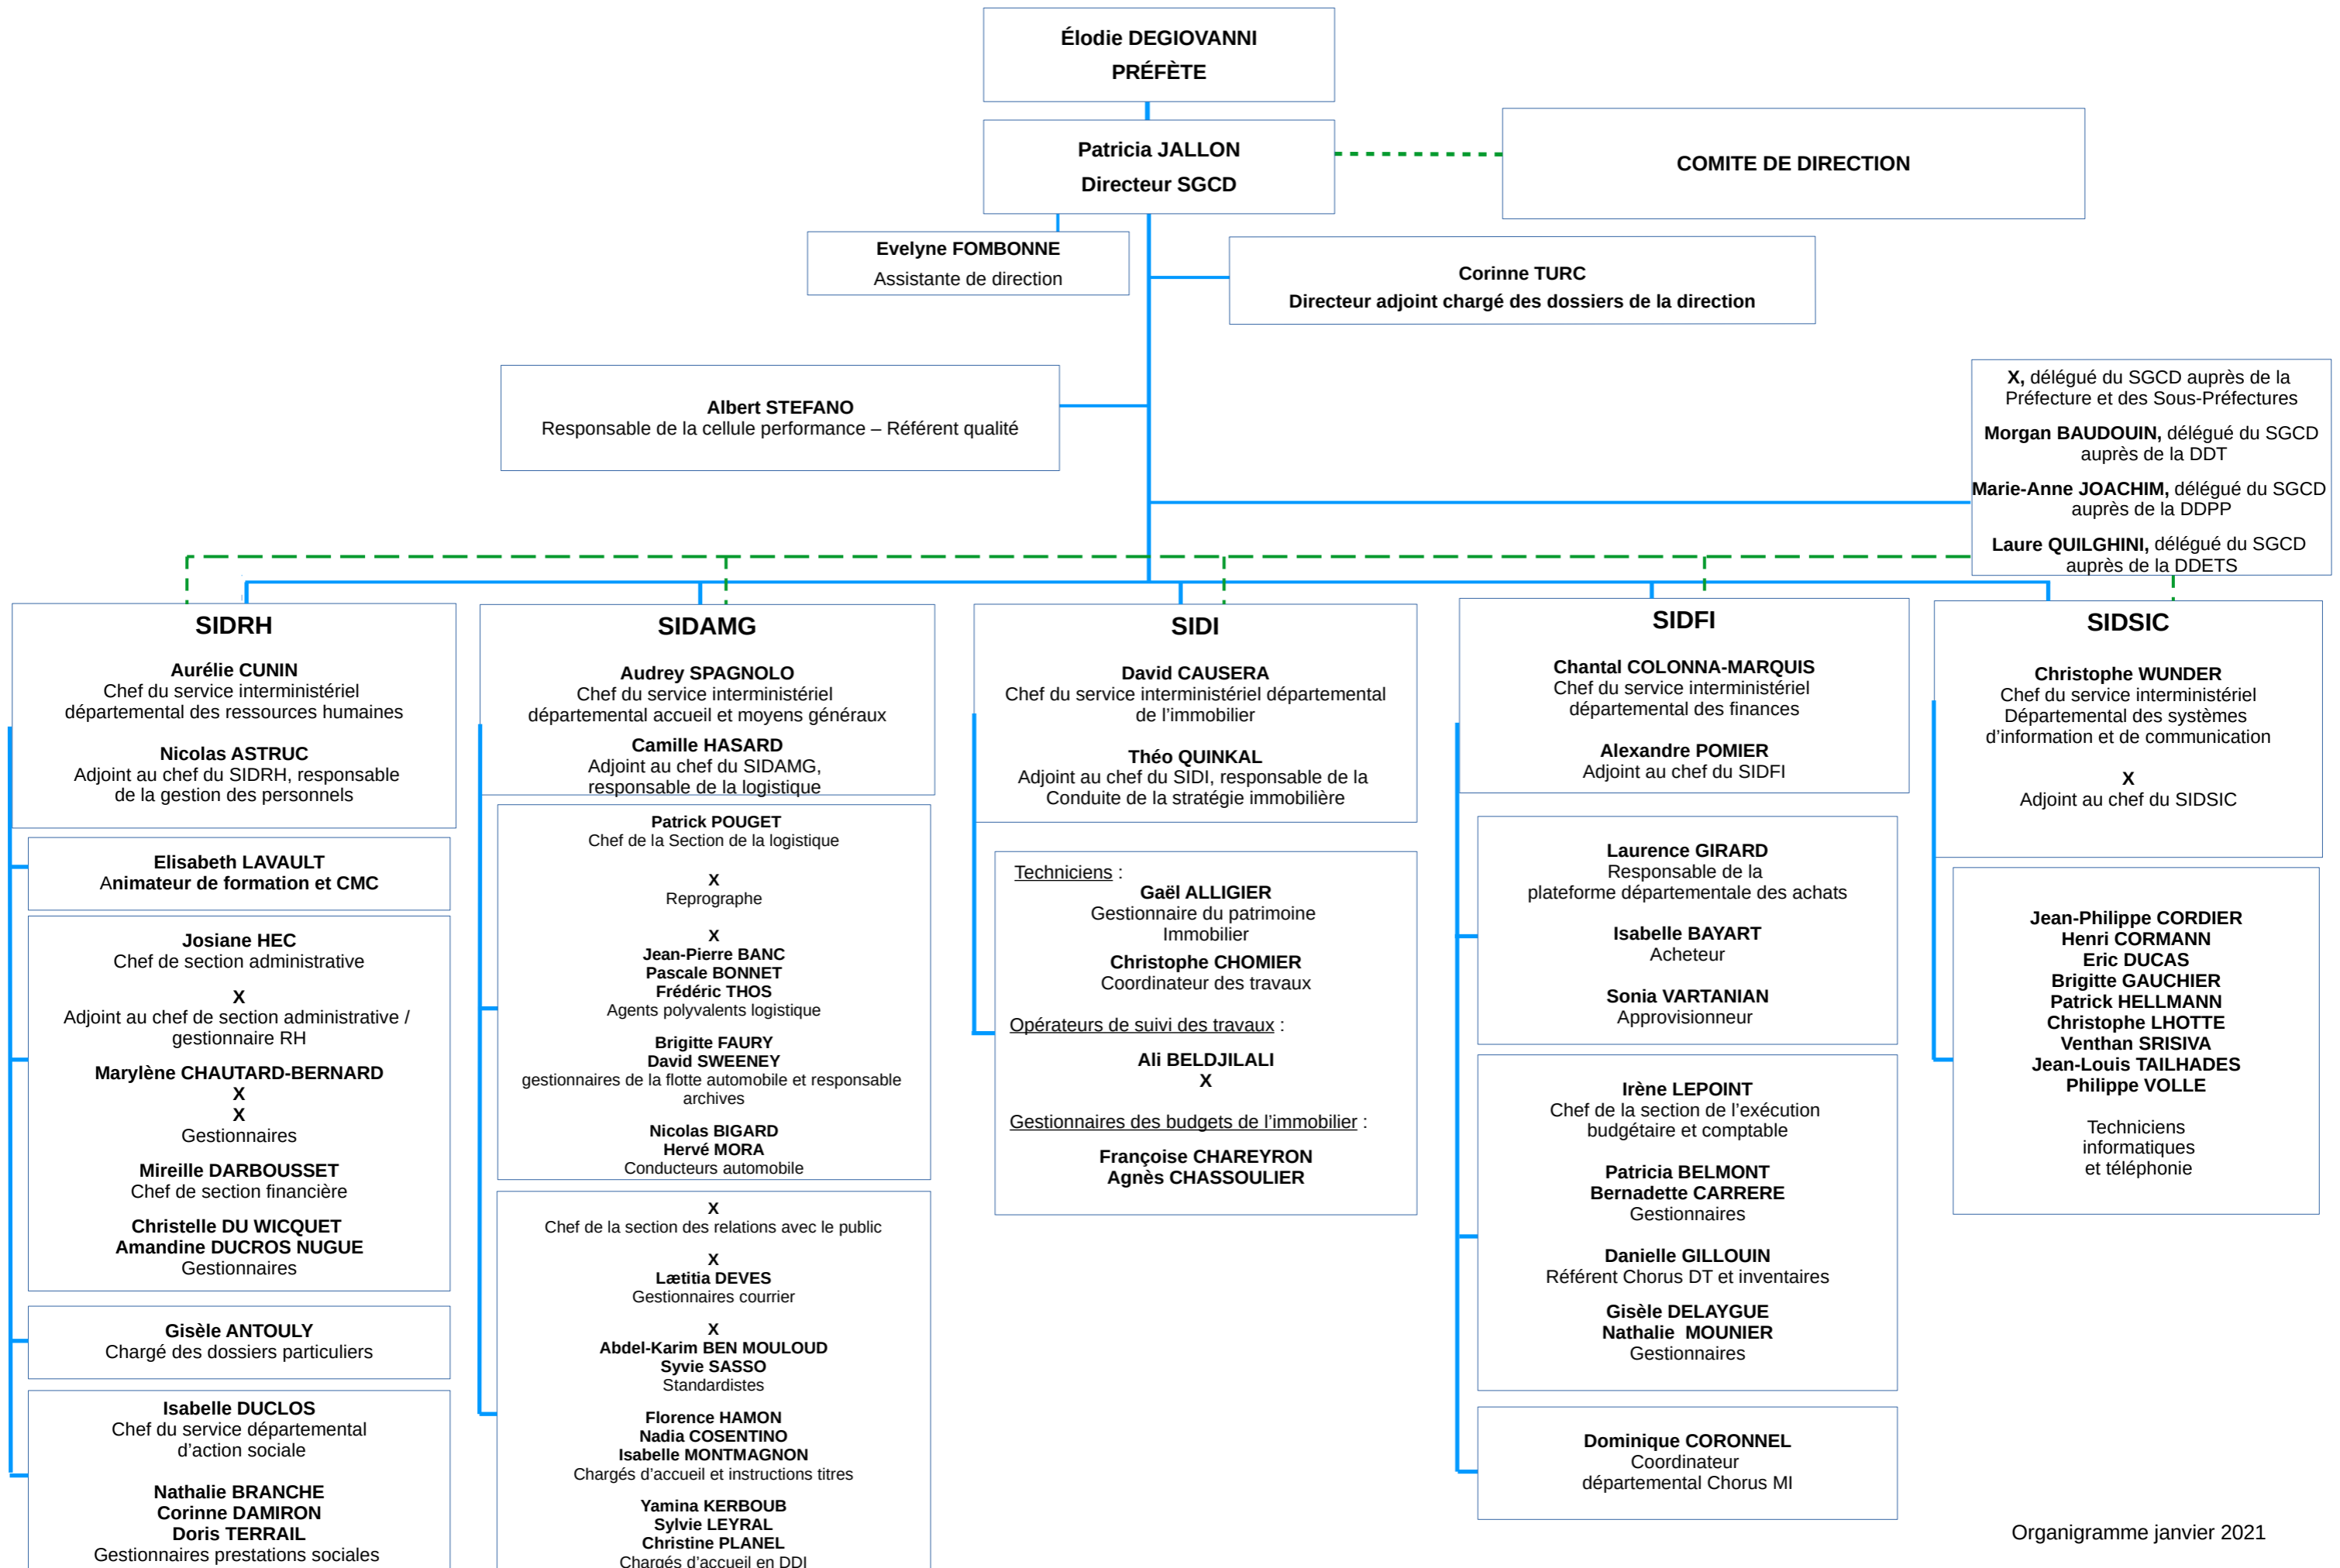 Élodie DEGIOVANNI
PRÉFÈTE
Patricia JALLON
Directeur SGCD
COMITE DE DIRECTION
Evelyne FOMBONNE
Assistante de direction
Corinne TURC
Directeur adjoint chargé des dossiers de la direction
Albert STEFANO
Responsable de la cellule performance – Référent qualité
X, délégué du SGCD auprès de la
Préfecture et des Sous-Préfectures
Morgan BAUDOUIN, délégué du SGCD
auprès de la DDT
Marie-Anne JOACHIM, délégué du SGCD
auprès de la DDPP
Laure QUILGHINI, délégué du SGCD
auprès de la DDETS
SIDRH
Aurélie CUNIN
Chef du service interministériel
départemental des ressources humaines
Nicolas ASTRUC
Adjoint au chef du SIDRH, responsable
de la gestion des personnels
Elisabeth LAVAULT
Animateur de formation et CMC
Josiane HEC
Chef de section administrative
X
Adjoint au chef de section administrative /
gestionnaire RH
Marylène CHAUTARD-BERNARD
X
X
Gestionnaires
Mireille DARBOUSSET
Chef de section financière
Christelle DU WICQUET
Amandine DUCROS NUGUE
Gestionnaires
Gisèle ANTOULY
Chargé des dossiers particuliers
Isabelle DUCLOS
Chef du service départemental
d'action sociale
Nathalie BRANCHE
Corinne DAMIRON
Doris TERRAIL
Gestionnaires prestations sociales
SIDAMG
Audrey SPAGNOLO
Chef du service interministériel
départemental accueil et moyens généraux
Camille HASARD
Adjoint au chef du SIDAMG,
responsable de la logistique
Patrick POUGET
Chef de la Section de la logistique
X
Reprographe
X
Jean-Pierre BANC
Pascale BONNET
Frédéric THOS
Agents polyvalents logistique
Brigitte FAURY
David SWEENEY
gestionnaires de la flotte automobile et responsable
archives
Nicolas BIGARD
Hervé MORA
Conducteurs automobile
X
Chef de la section des relations avec le public
X
Lætitia DEVES
Gestionnaires courrier
X
Abdel-Karim BEN MOULOUD
Syvie SASSO
Standardistes
Florence HAMON
Nadia COSENTINO
Isabelle MONTMAGNON
Chargés d'accueil et instructions titres
Yamina KERBOUB
Sylvie LEYRAL
Christine PLANEL
Chargés d'accueil en DDI
SIDI
David CAUSERA
Chef du service interministériel départemental
de l'immobilier
Théo QUINKAL
Adjoint au chef du SIDI, responsable de la
Conduite de la stratégie immobilière
Techniciens :
Gaël ALLIGIER
Gestionnaire du patrimoine
Immobilier
Christophe CHOMIER
Coordinateur des travaux
Opérateurs de suivi des travaux :
Ali BELDJILALI
X
Gestionnaires des budgets de l'immobilier :
Françoise CHAREYRON
Agnès CHASSOULIER
SIDFI
Chantal COLONNA-MARQUIS
Chef du service interministériel
départemental des finances
Alexandre POMIER
Adjoint au chef du SIDFI
Laurence GIRARD
Responsable de la
plateforme départementale des achats
Isabelle BAYART
Acheteur
Sonia VARTANIAN
Approvisionneur
Irène LEPOINT
Chef de la section de l'exécution
budgétaire et comptable
Patricia BELMONT
Bernadette CARRERE
Gestionnaires
Danielle GILLOUIN
Référent Chorus DT et inventaires
Gisèle DELAYGUE
Nathalie MOUNIER
Gestionnaires
Dominique CORONNEL
Coordinateur
départemental Chorus MI
SIDSIC
Christophe WUNDER
Chef du service interministériel
Départemental des systèmes
d'information et de communication
X
Adjoint au chef du SIDSIC
Jean-Philippe CORDIER
Henri CORMANN
Eric DUCAS
Brigitte GAUCHIER
Patrick HELLMANN
Christophe LHOTTE
Venthan SRISIVA
Jean-Louis TAILHADES
Philippe VOLLE
Techniciens
informatiques
et téléphonie
Organigramme janvier 2021